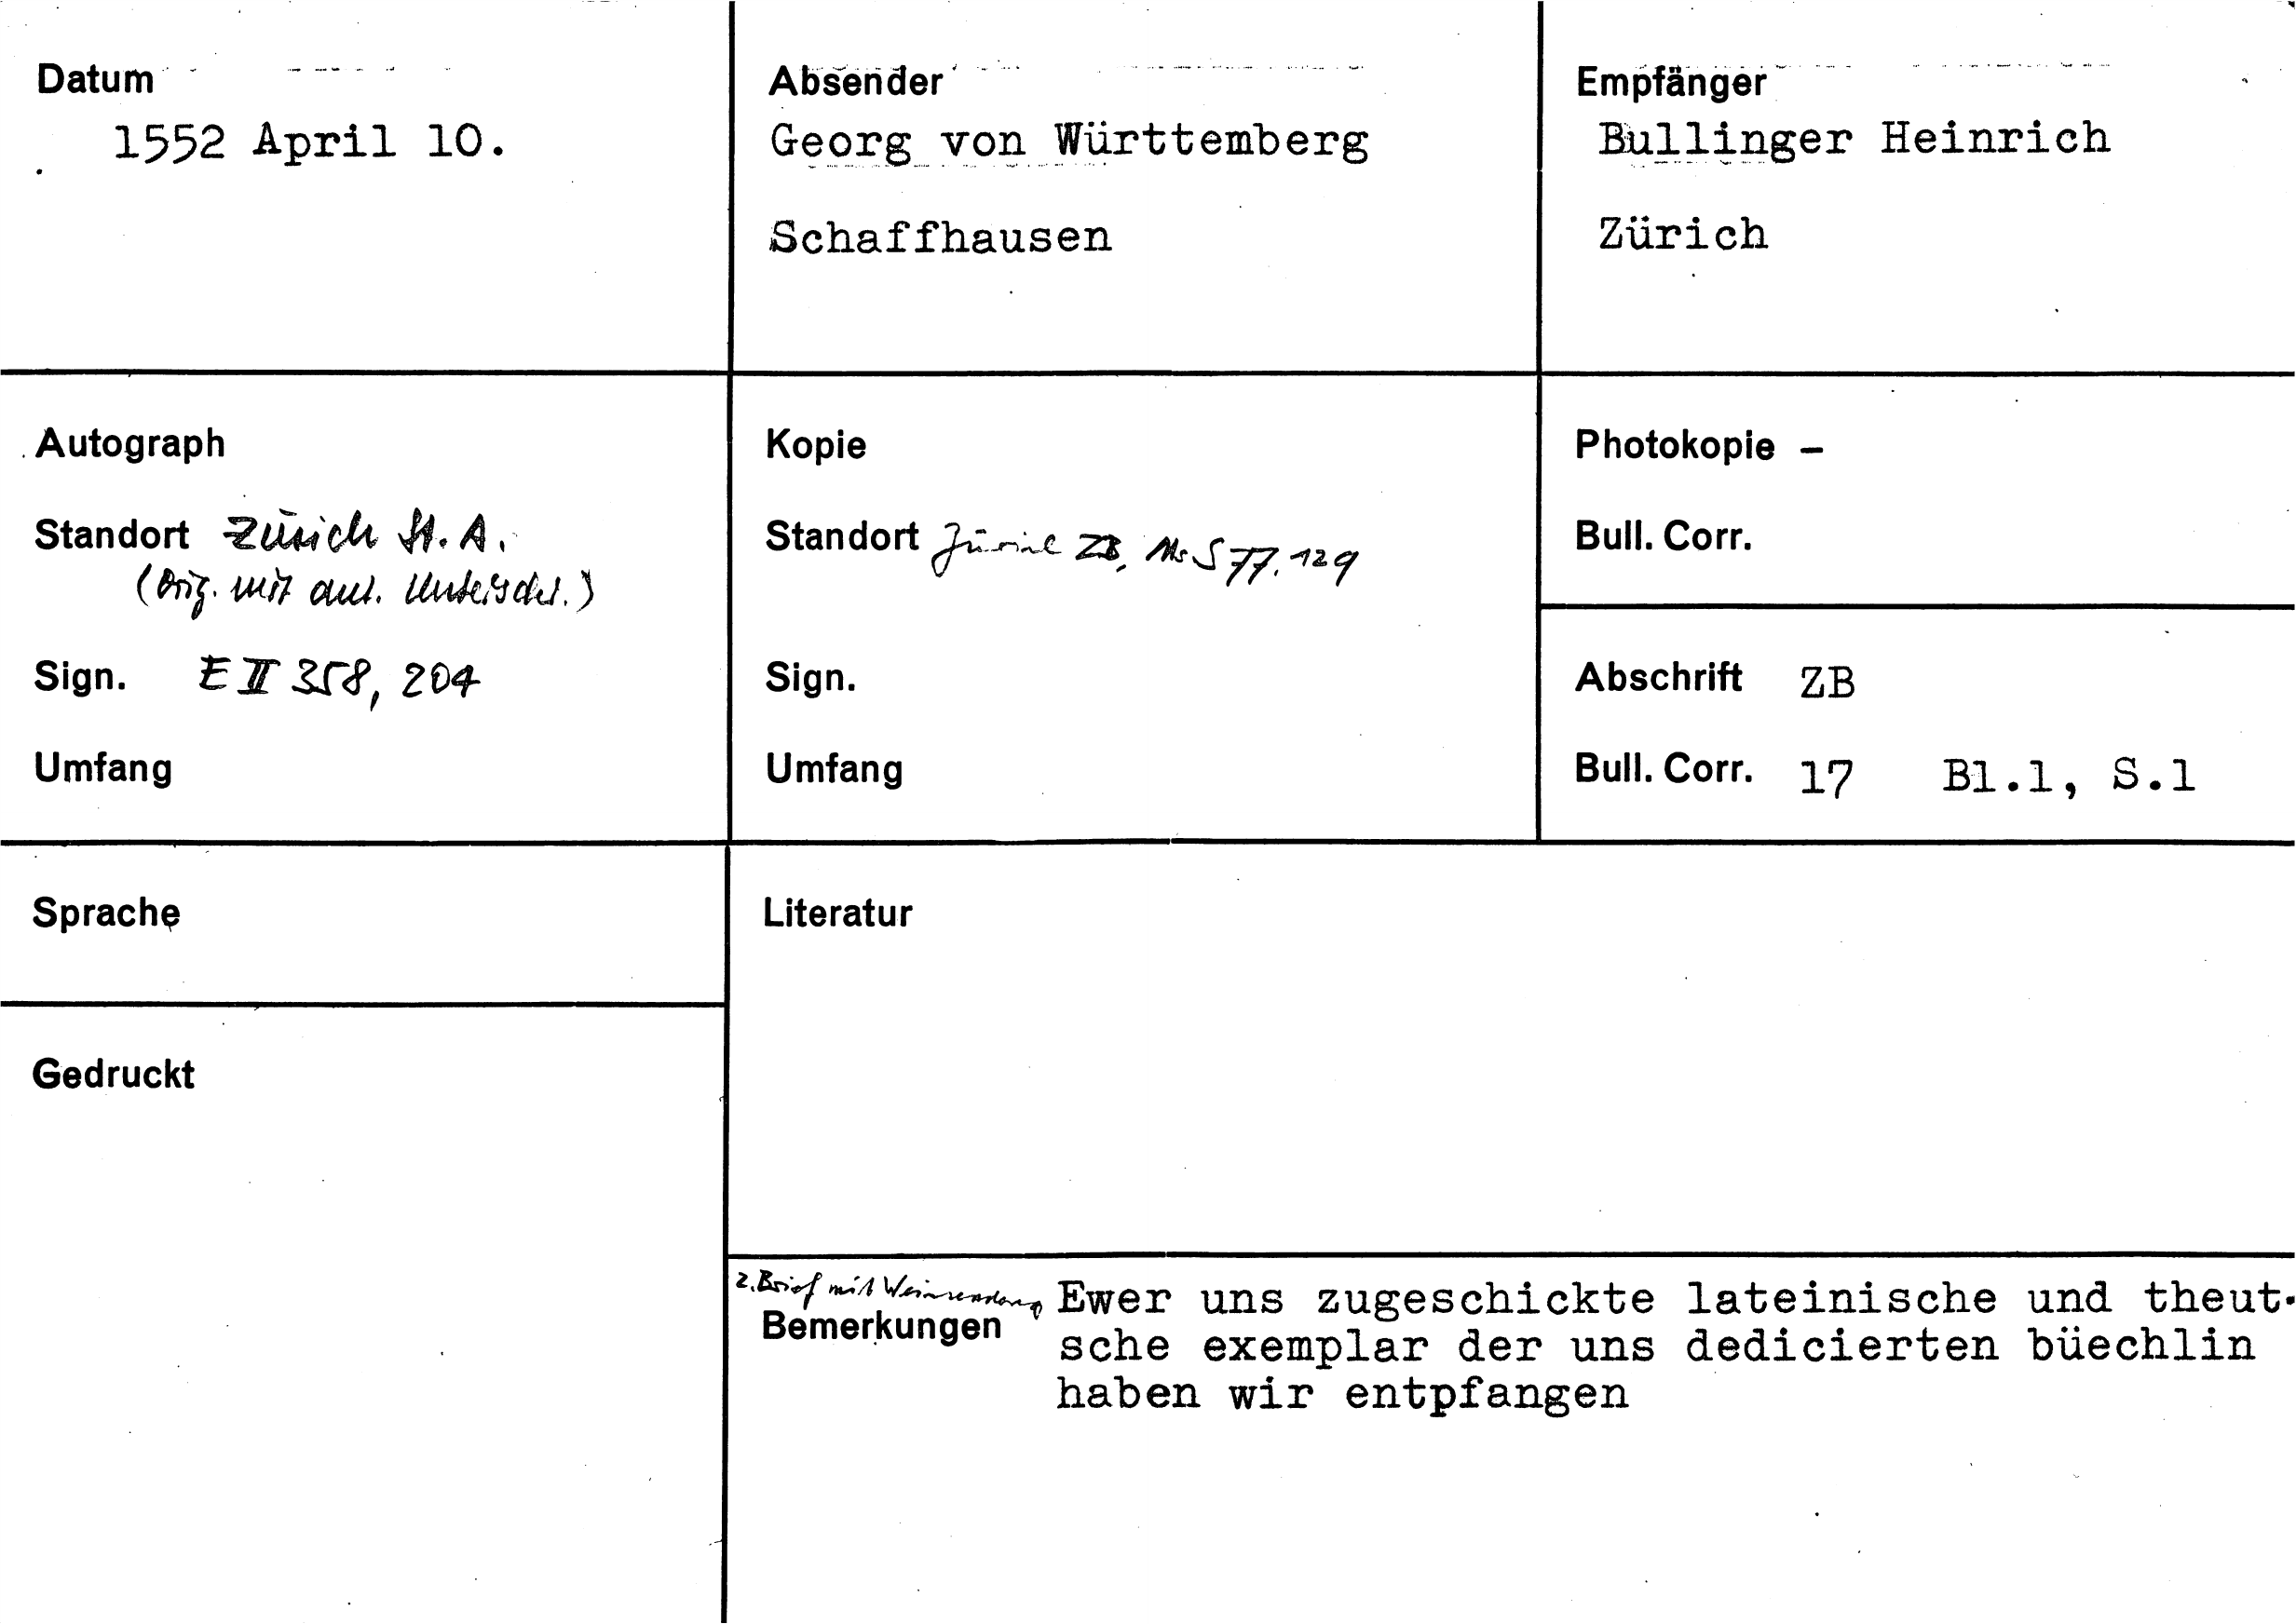 Datum
1552 April 10.
Absender
Georg von Württemberg
Schaffhausen
Empfänger
Bullinger Heinrich
Zürich
Autograph
Standort Zürich St. A.
(Orig. mit aut. Unterschr.)
Sign. E II 358, 204
Umfang
Kopie
Standort Zürich ZB, Ms S 77.129
Sign.
Umfang
Photokopie –
Bull. Corr.
Abschrift ZB
Bull. Corr. 17 Bl.1, S.1
Sprache
Gedruckt
Literatur
2. Brief mit Weinsendung
Bemerkungen
Ewer uns zugeschickte lateinische und theut-
sche exemplar der uns dedicierten büechlin
haben wir entpfangen